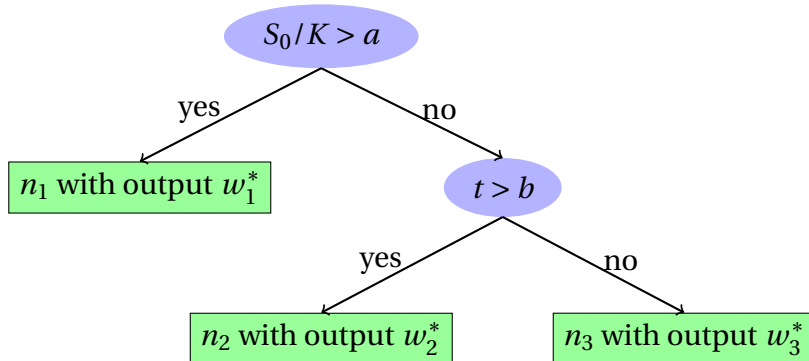 S₀/K > a
yes
no
n₁ with output w₁*
t > b
yes
no
n₂ with output w₂*
n₃ with output w₃*